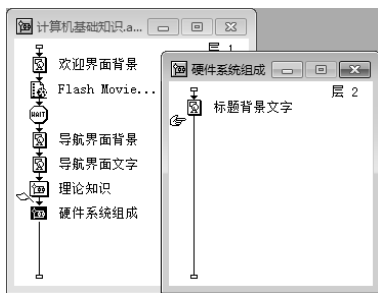 计算机基础知识.a...
层 1
欢迎界面背景
Flash Movie...
WAIT
导航界面背景
导航界面文字
理论知识
硬件系统组成
硬件系统组成
层 2
标题背景文字